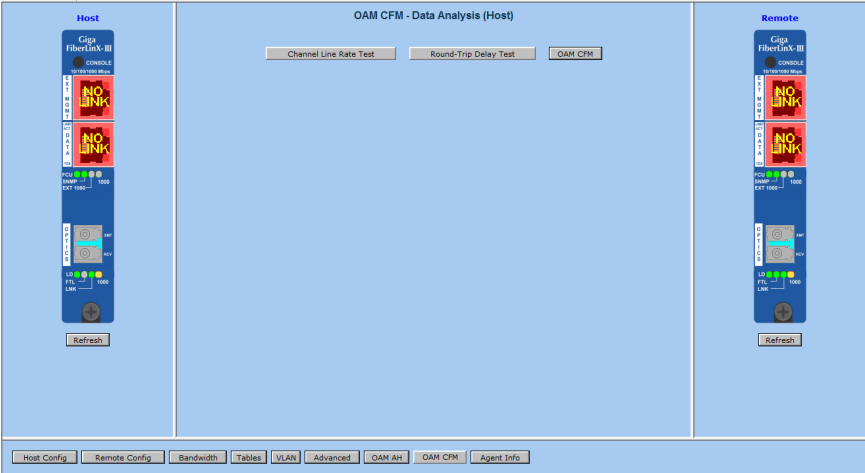 Host
OAM CFM - Data Analysis (Host)
Remote
Channel Line Rate Test
Round-Trip Delay Test
OAM CFM
Giga
FiberLinX-III
CONSOLE
10/100/1000 Mbps
EXT MGMT
NO
LINK
DATA
NO
LINK
FCU
SNMP
1000
EXT 1000
OPTICS
XMT
RCV
LD
FTL
1000
LNK
Refresh
Giga
FiberLinX-III
CONSOLE
10/100/1000 Mbps
EXT MGMT
NO
LINK
DATA
NO
LINK
FCU
SNMP
1000
EXT 1000
OPTICS
XMT
RCV
LD
FTL
1000
LNK
Refresh
Host Config
Remote Config
Bandwidth
Tables
VLAN
Advanced
OAM AH
OAM CFM
Agent Info